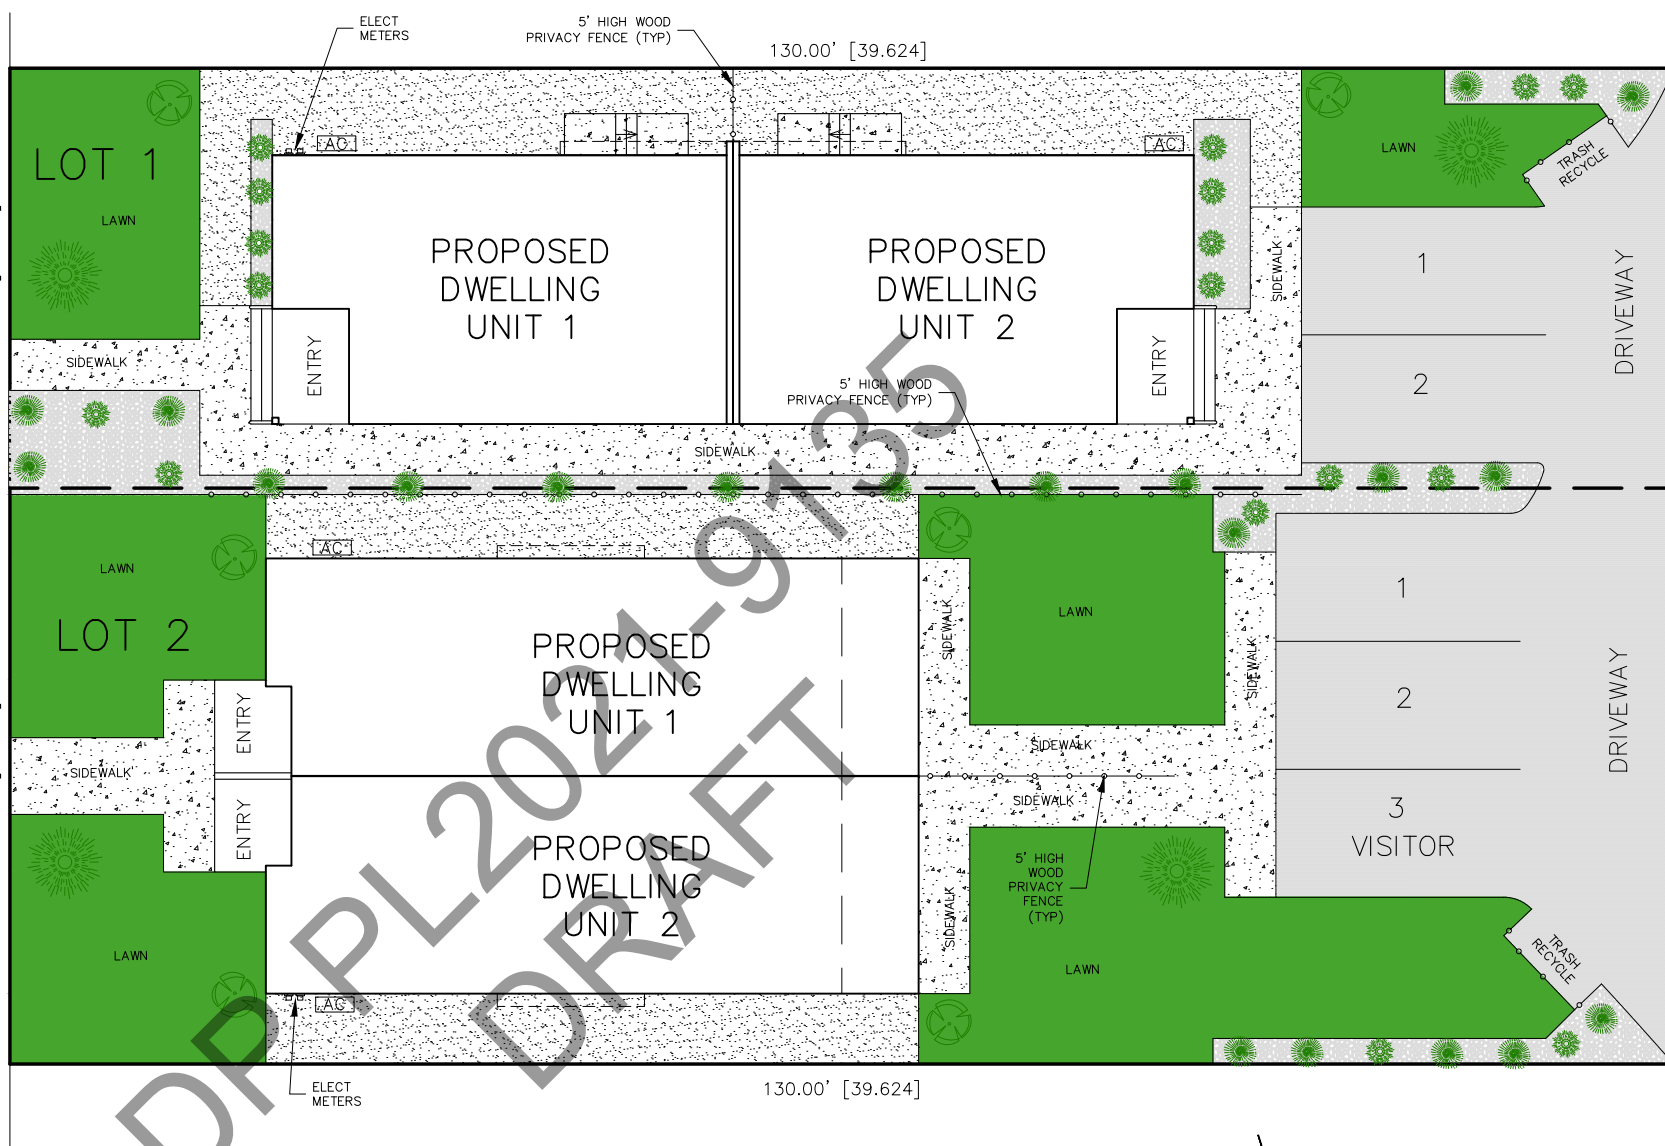 ELECT
METERS
5' HIGH WOOD
PRIVACY FENCE (TYP)
130.00' [39.624]
LOT 1
LAWN
AC
AC
LAWN
TRASH
RECYCLE
PROPOSED
DWELLING
UNIT 1
PROPOSED
DWELLING
UNIT 2
SIDEWALK
1
DRIVEWAY
SIDEWALK
ENTRY
ENTRY
2
5' HIGH WOOD
PRIVACY FENCE (TYP)
SIDEWALK
AC
LAWN
LOT 2
PROPOSED
DWELLING
UNIT 1
SIDEWALK
LAWN
SIDEWALK
1
2
DRIVEWAY
ENTRY
SIDEWALK
SIDEWALK
SIDEWALK
ENTRY
3
VISITOR
PROPOSED
DWELLING
UNIT 2
5' HIGH
WOOD
PRIVACY
FENCE
(TYP)
SIDEWALK
LAWN
LAWN
TRASH
RECYCLE
AC
ELECT
METERS
130.00' [39.624]
DP PL2021-9135
DRAFT